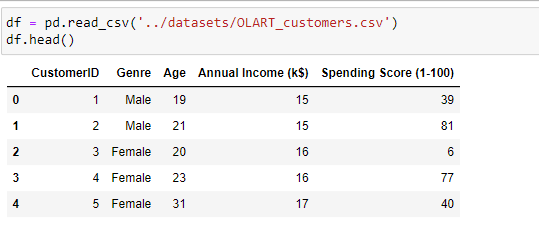 df = pd.read_csv('../datasets/OLART_customers.csv')
df.head()
CustomerID Genre Age Annual Income (k$) Spending Score (1-100)
0 1 Male 19 15 39
1 2 Male 21 15 81
2 3 Female 20 16 6
3 4 Female 23 16 77
4 5 Female 31 17 40